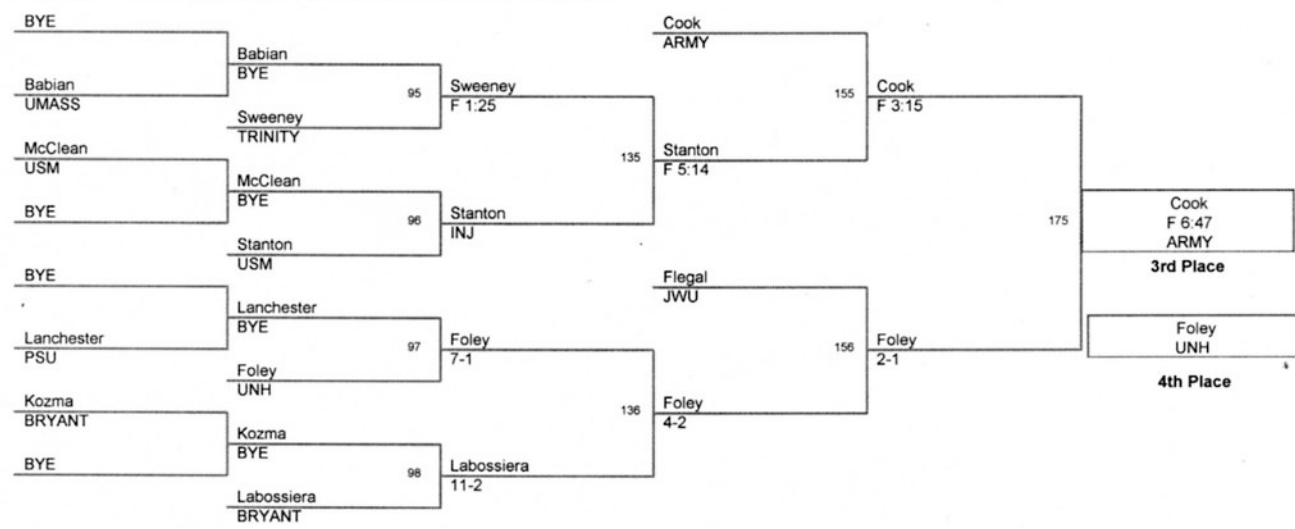 BYE
Babian
UMASS
McClean
USM
BYE
BYE
Lanchester
PSU
Kozma
BRYANT
BYE
Babian
BYE
95
Sweeney
TRINITY
McClean
BYE
96
Stanton
USM
Lanchester
BYE
97
Foley
UNH
Kozma
BYE
98
Labossiera
BRYANT
Sweeney
F 1:25
135
Stanton
INJ
Foley
7-1
136
Labossiera
11-2
Cook
ARMY
155
Stanton
F 5:14
Flegal
JWU
156
Foley
4-2
Cook
F 3:15
175
Foley
2-1
Cook
F 6:47
ARMY
3rd Place
Foley
UNH
4th Place